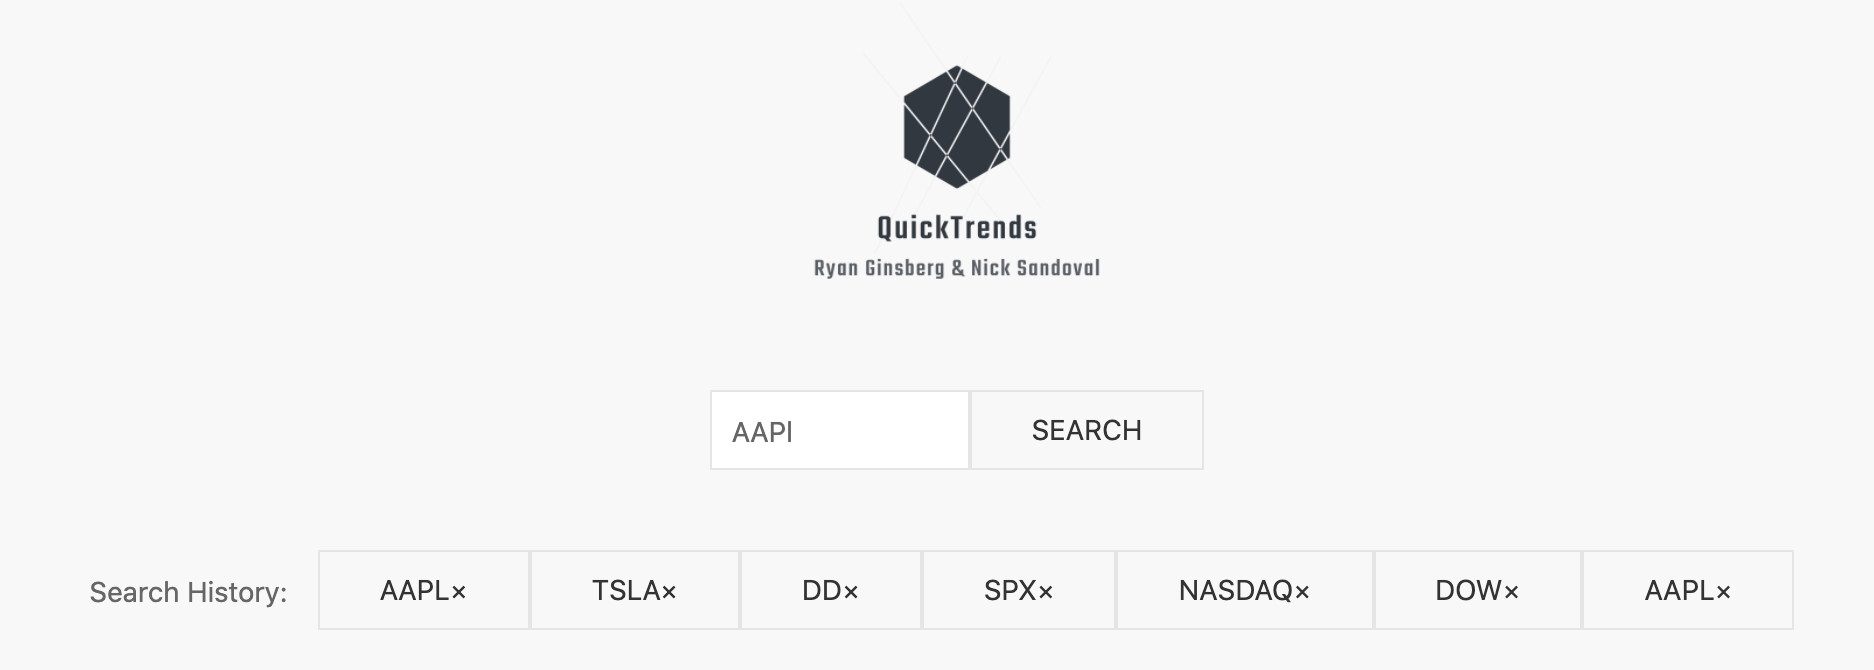 QuickTrends
Ryan Ginsberg & Nick Sandoval
AAPl SEARCH
Search History: AAPL× TSLA× DD× SPX× NASDAQ× DOW× AAPL×